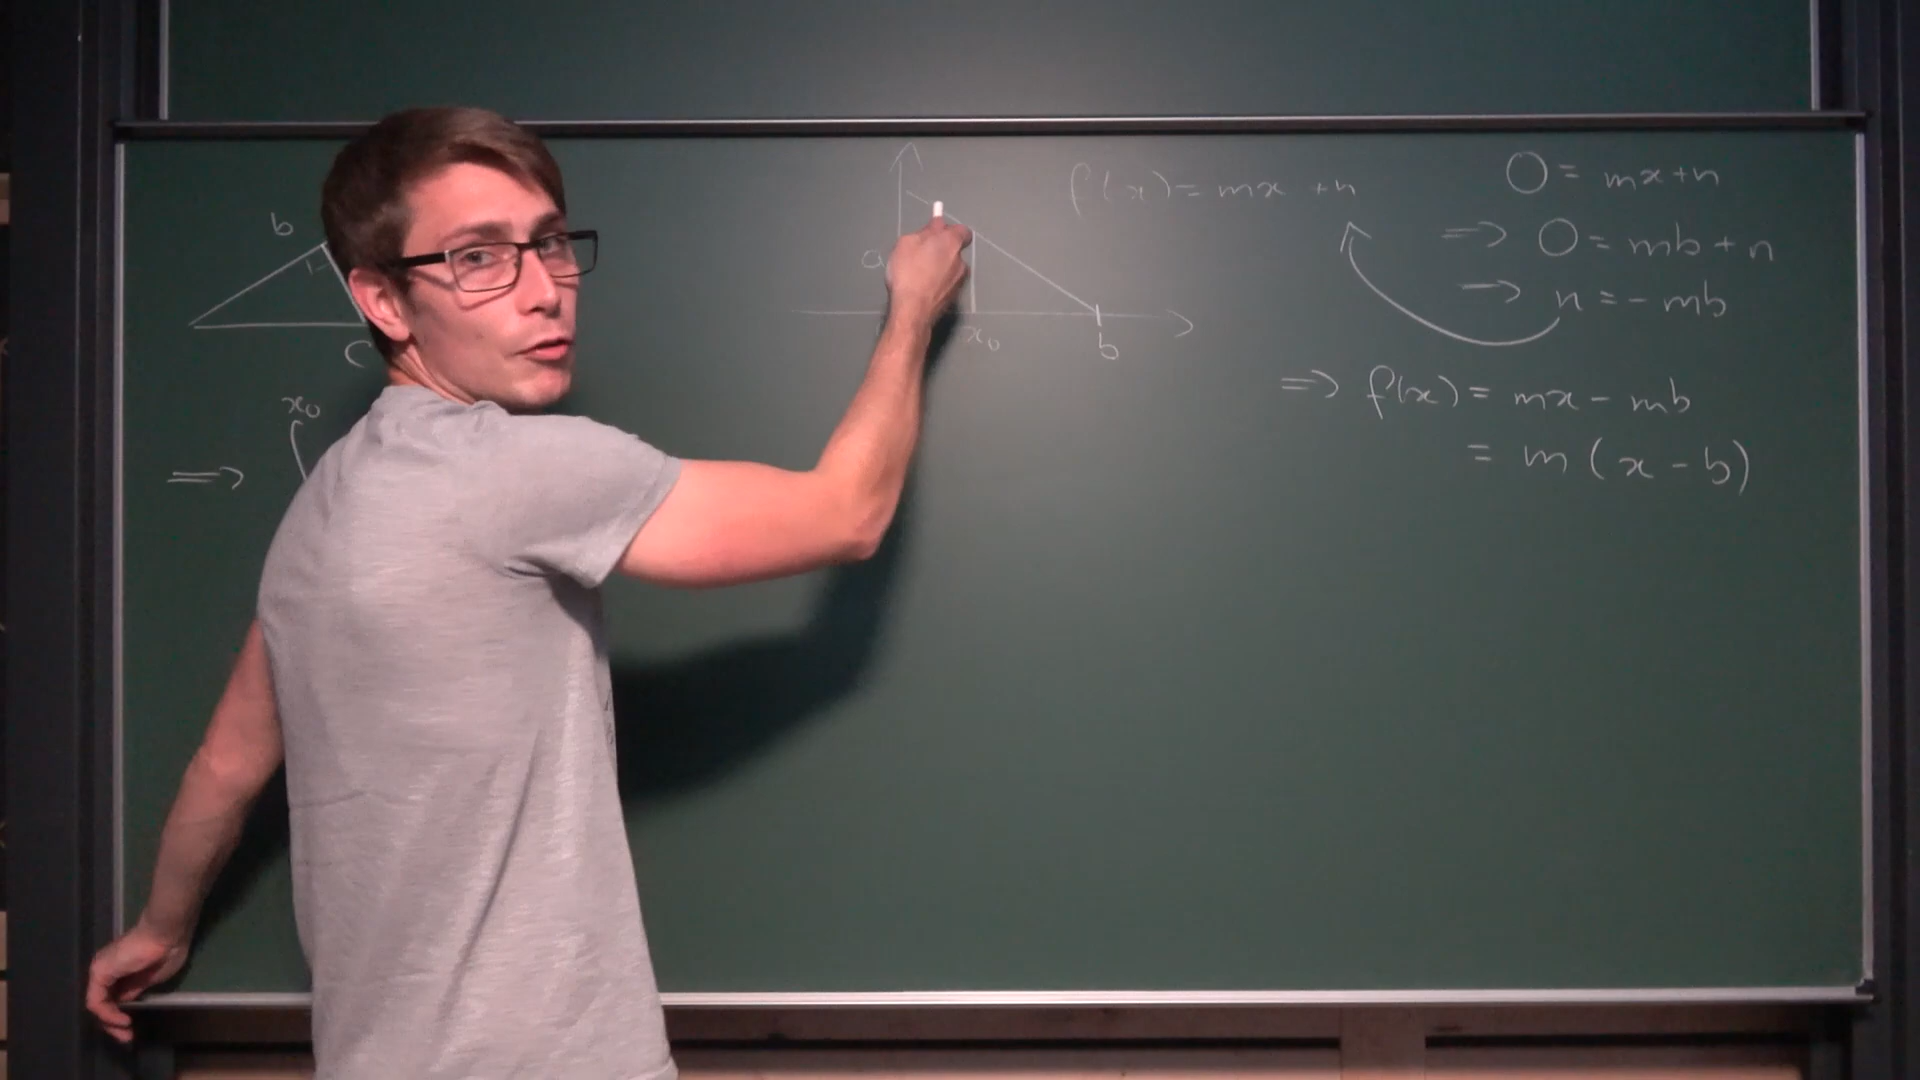 b
c
x₀
⇒
a
x₀
b
f(x) = mx + n
0 = mx + n
⇒ 0 = mb + n
→ n = - mb
⇒ f(x) = mx - mb
= m (x - b)